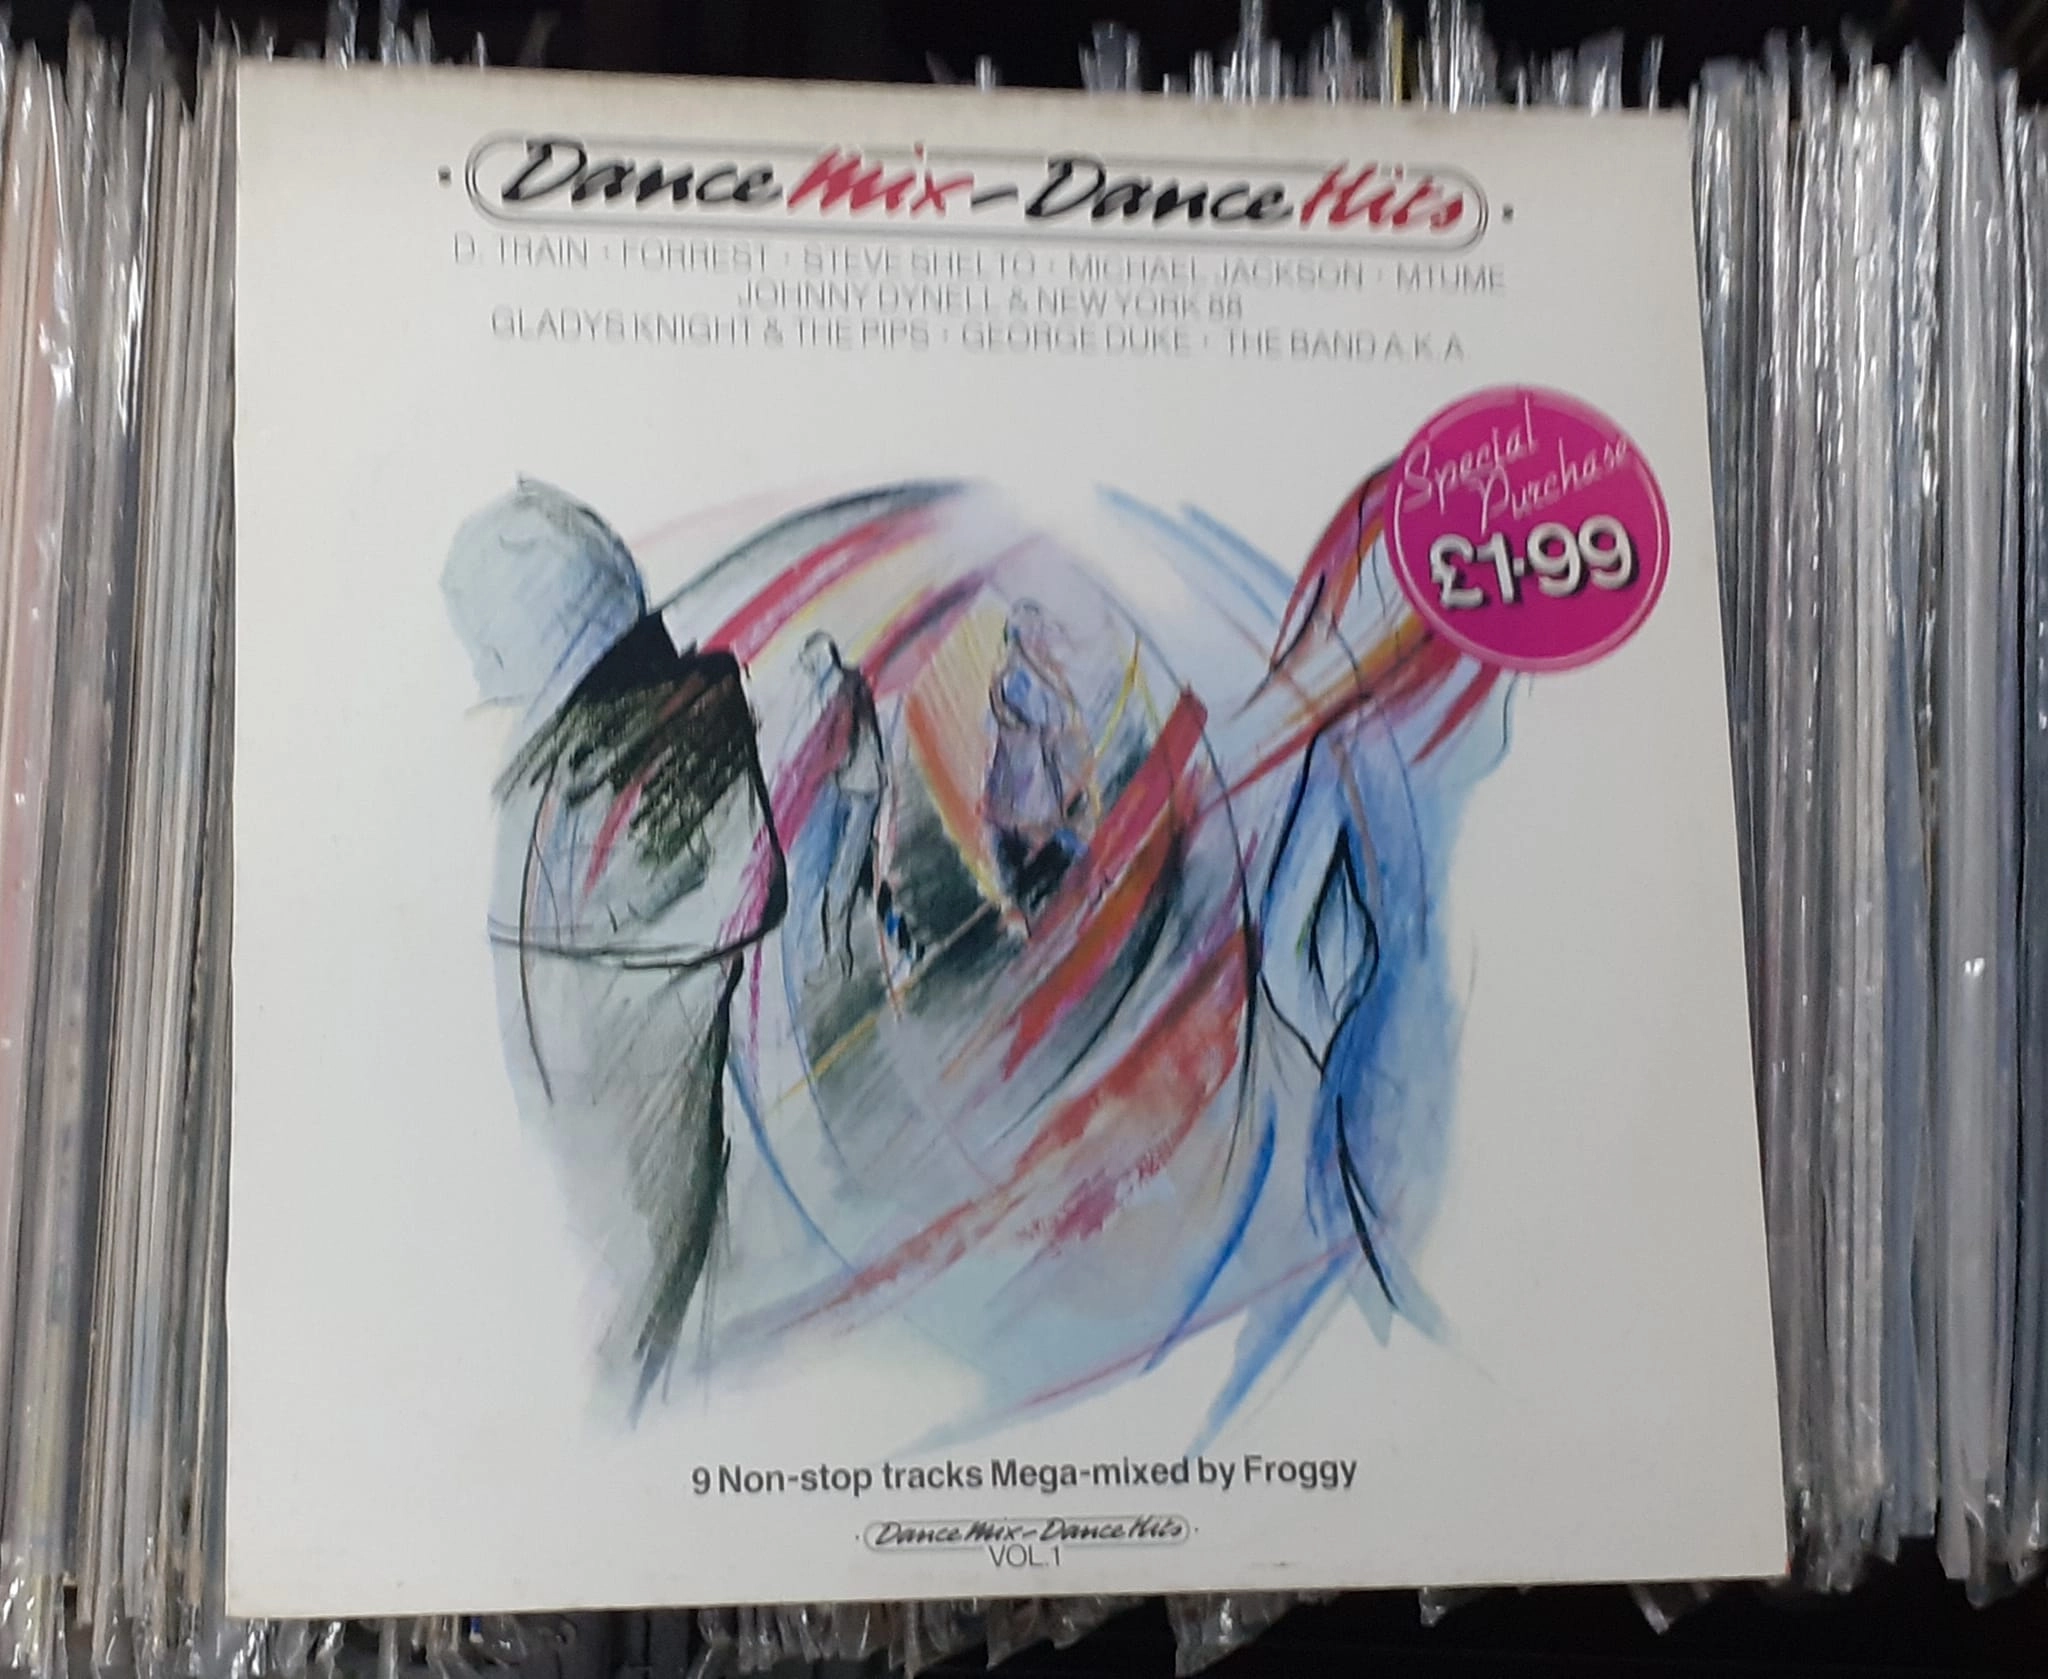 Dance mix - Dance Hits
D. TRAIN : FORREST : STEVE SHELTO : MICHAEL JACKSON : MTUME
JOHNNY DYNELL & NEW YORK 88
GLADYS KNIGHT & THE PIPS : GEORGE DUKE : THE BAND A.K.A
Special
Purchase
£1.99
9 Non-stop tracks Mega-mixed by Froggy
Dance mix - Dance Hits
VOL.1